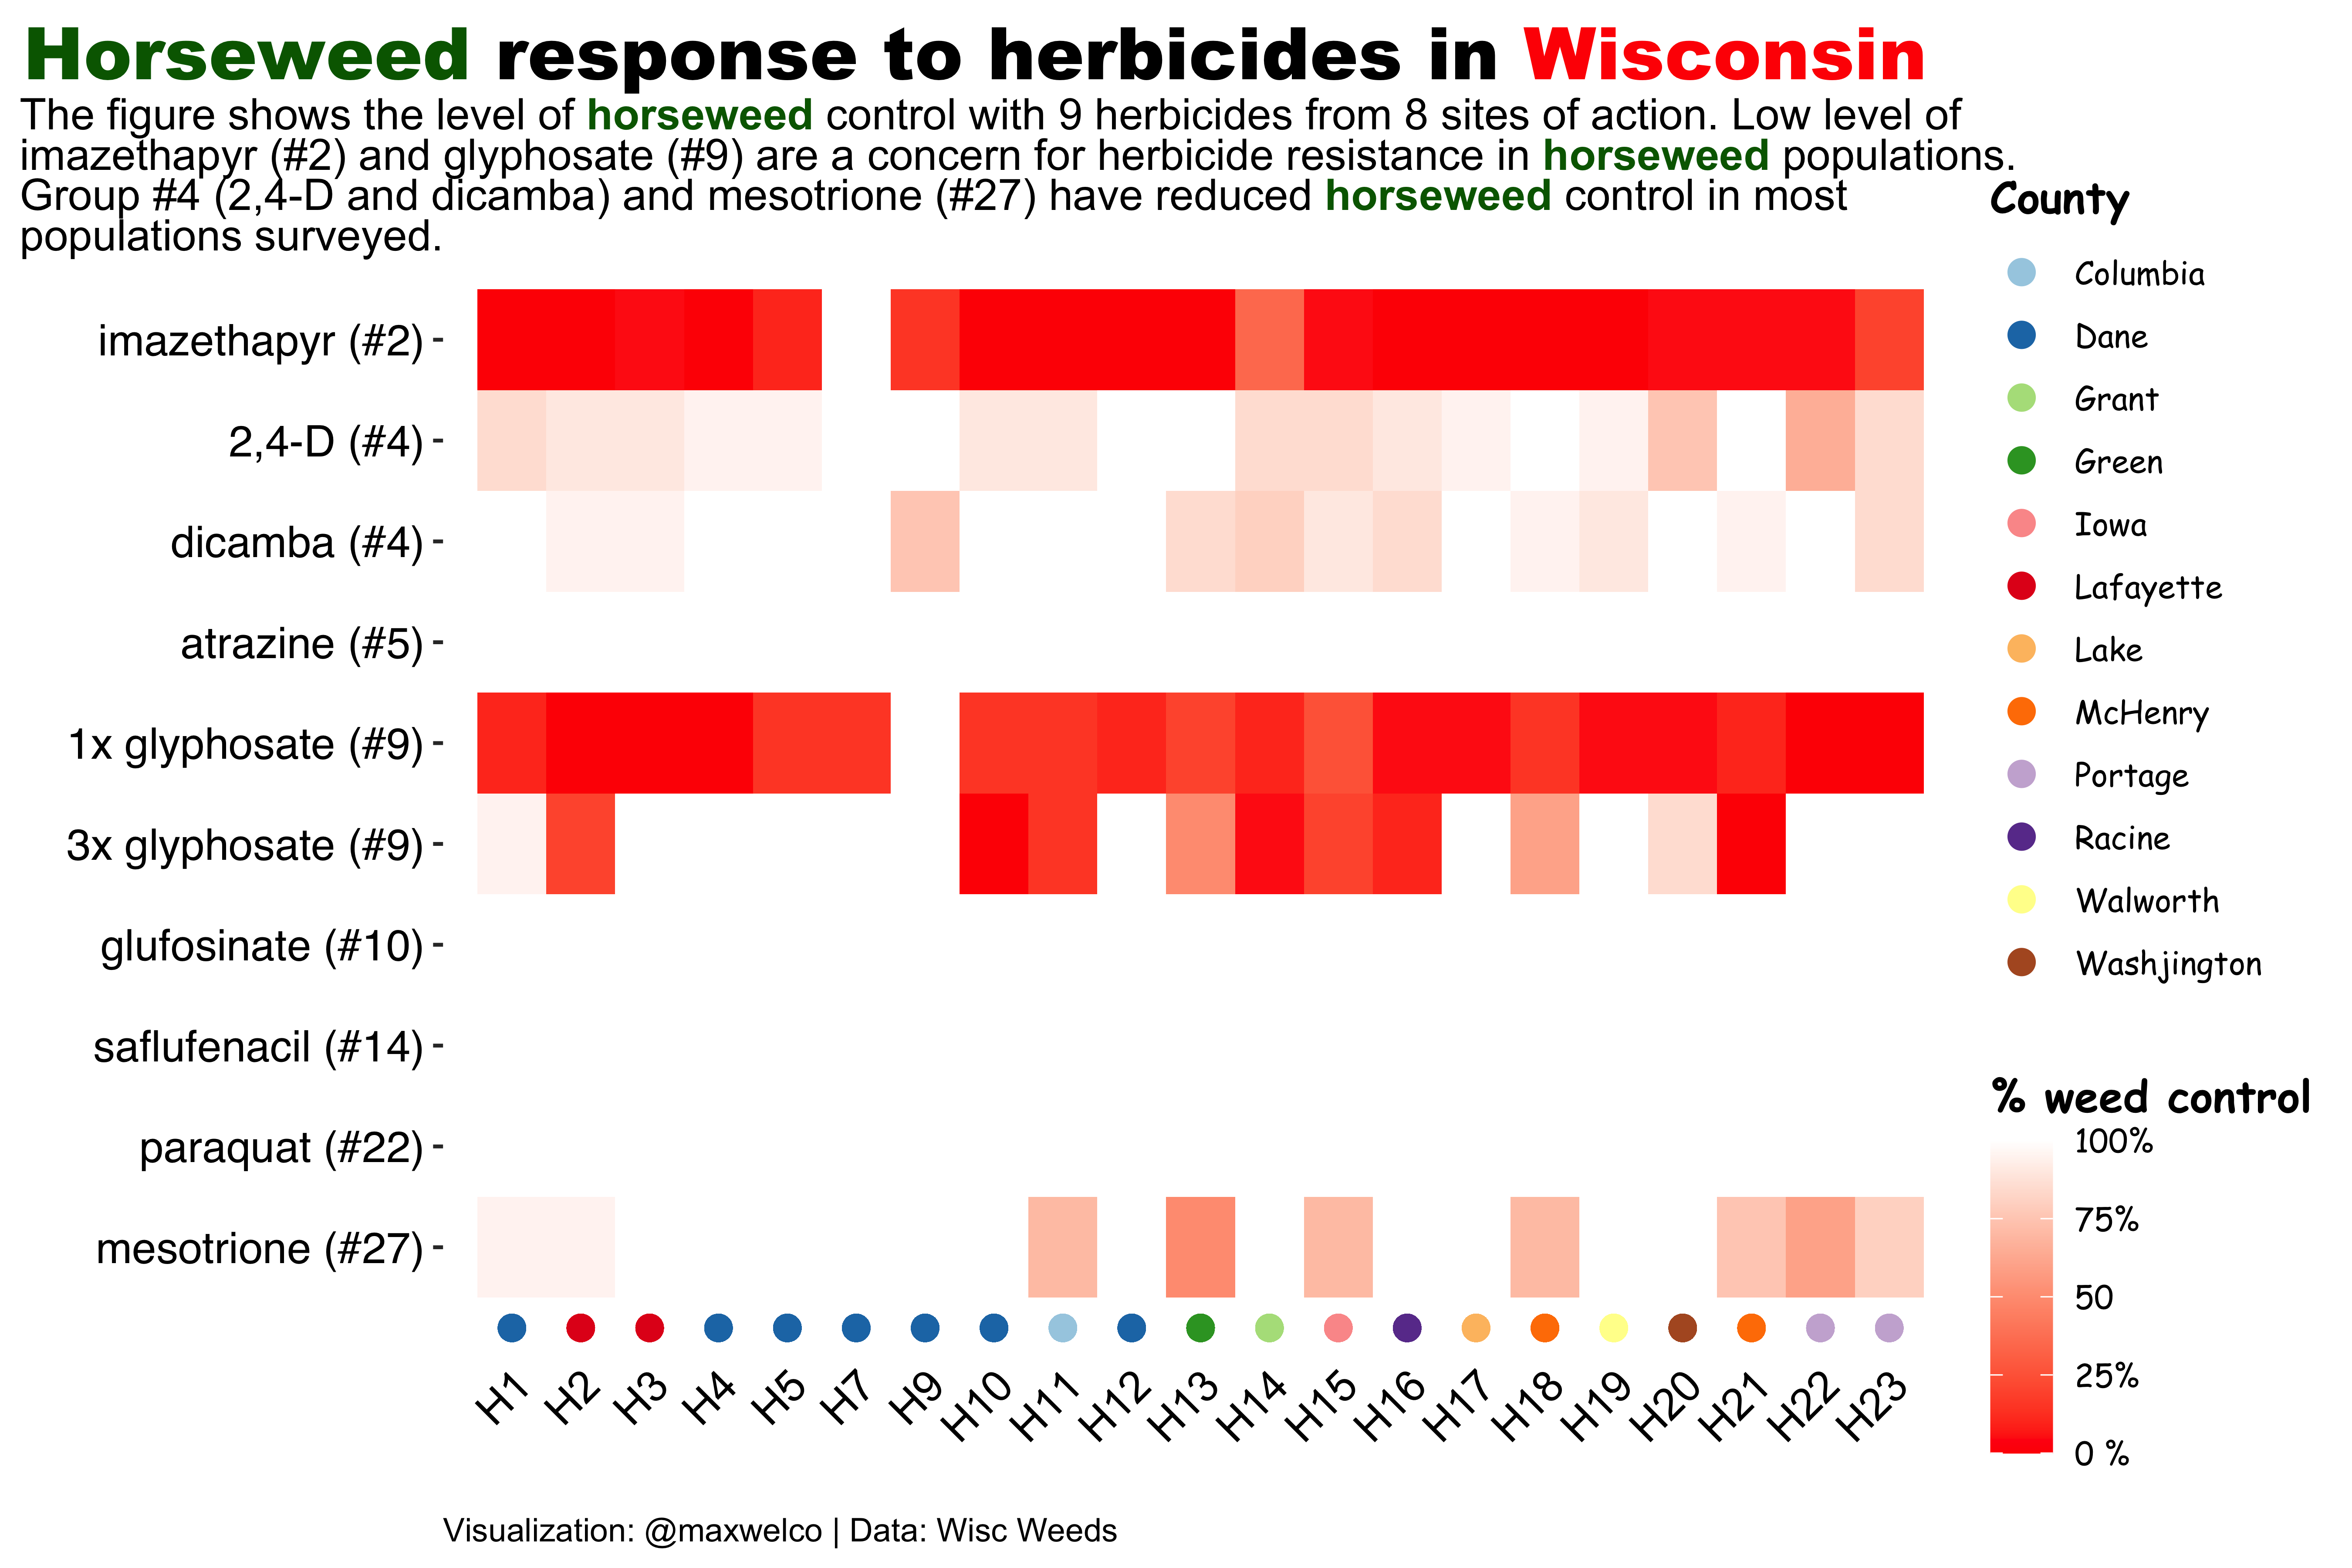 Horseweed response to herbicides in Wisconsin
The figure shows the level of horseweed control with 9 herbicides from 8 sites of action. Low level of
imazethapyr (#2) and glyphosate (#9) are a concern for herbicide resistance in horseweed populations.
Group #4 (2,4-D and dicamba) and mesotrione (#27) have reduced horseweed control in most
populations surveyed.
imazethapyr (#2)
2,4-D (#4)
dicamba (#4)
atrazine (#5)
1x glyphosate (#9)
3x glyphosate (#9)
glufosinate (#10)
saflufenacil (#14)
paraquat (#22)
mesotrione (#27)
H1
H2
H3
H4
H5
H7
H9
H10
H11
H12
H13
H14
H15
H16
H17
H18
H19
H20
H21
H22
H23
County
Columbia
Dane
Grant
Green
Iowa
Lafayette
Lake
McHenry
Portage
Racine
Walworth
Washjington
% weed control
100%
75%
50
25%
0 %
Visualization: @maxwelco | Data: Wisc Weeds